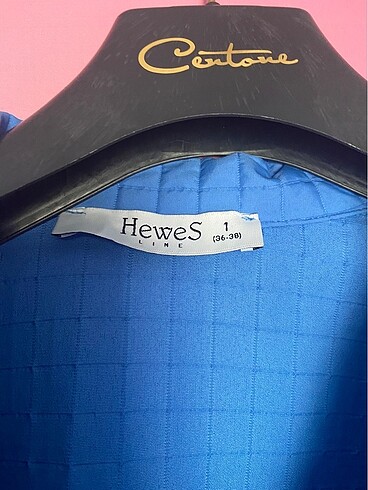 Centone
HeweS
LINE
1
(36-38)